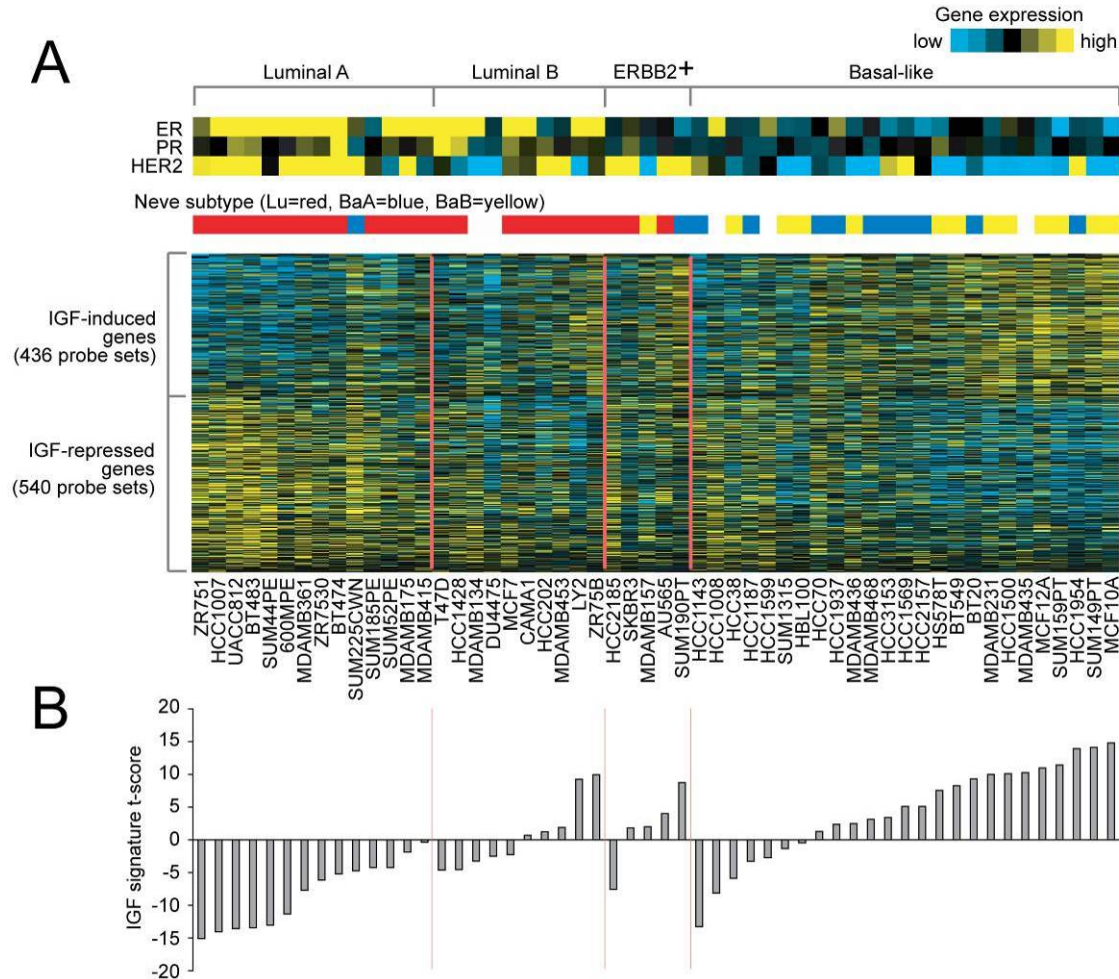 Gene expression
low high
A
Luminal A Luminal B ERBB2+ Basal-like
ER
PR
HER2
Neve subtype (Lu=red, BaA=blue, BaB=yellow)
IGF-induced
genes
(436 probe sets)
IGF-repressed
genes
(540 probe sets)
ZR751
HCC1007
UACC812
BT483
SUM44PE
600MPE
MDAMB361
ZR7530
BT474
SUM225CWN
SUM185PE
SUM52PE
MDAMB175
MDAMB415
T47D
HCC1428
MDAMB134
DU4475
MCF7
CAMA1
HCC202
MDAMB453
LY2
ZR75B
HCC2185
SKBR3
MDAMB157
AU565
SUM190PT
HCC1143
HCC1008
HCC38
HCC1187
HCC1599
SUM1315
HBL100
HCC70
HCC1937
MDAMB436
MDAMB468
HCC3153
HCC1569
HCC2157
HS578T
BT549
BT20
MDAMB231
HCC1500
MDAMB435
MCF12A
SUM159PT
HCC1954
SUM149PT
MCF10A
B
IGF signature t-score
20
15
10
5
0
-5
-10
-15
-20